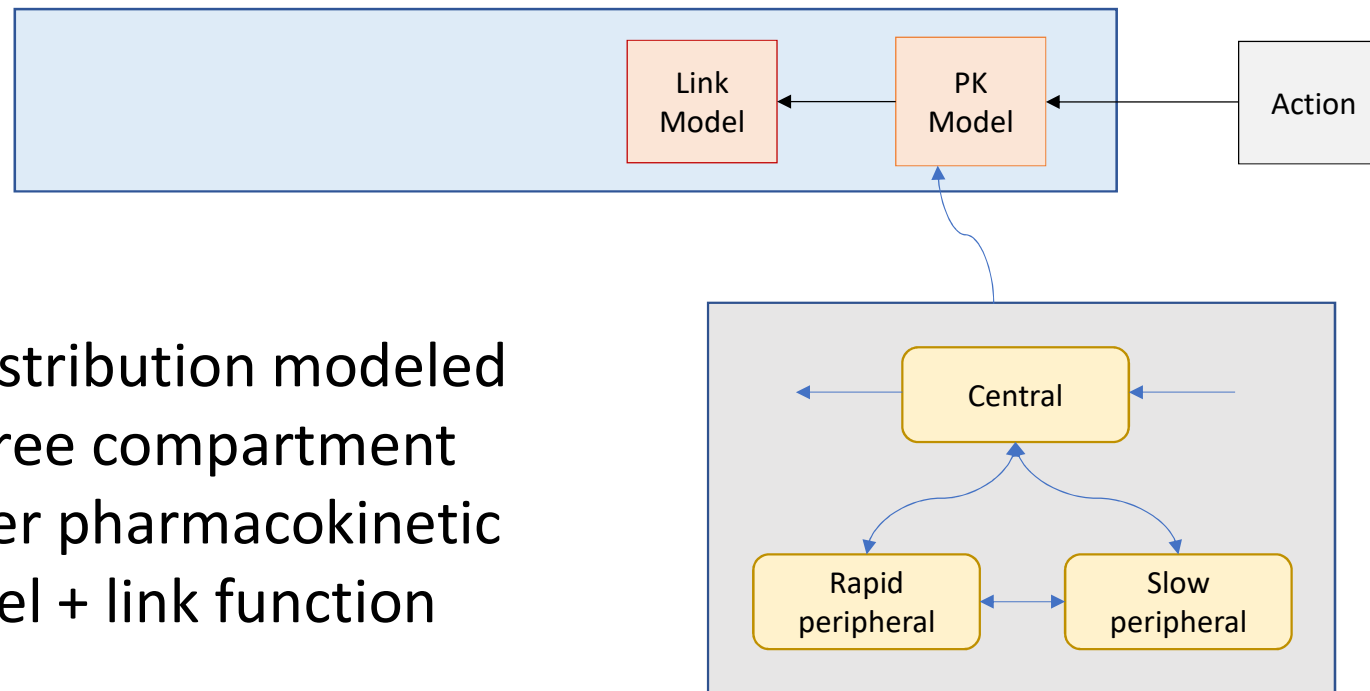 Link
Model
PK
Model
Action
stribution modeled
ree compartment
er pharmacokinetic
el + link function
Central
Rapid
peripheral
Slow
peripheral